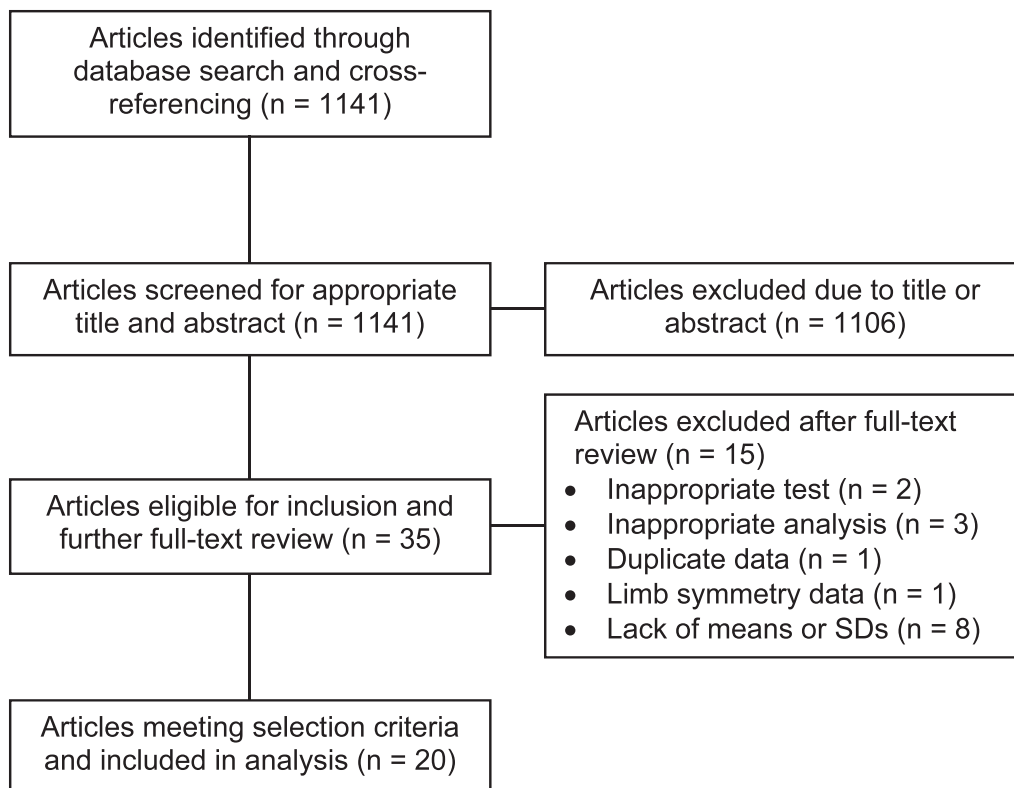 Articles identified through
database search and cross-
referencing (n = 1141)
Articles screened for appropriate
title and abstract (n = 1141)
Articles excluded due to title or
abstract (n = 1106)
Articles eligible for inclusion and
further full-text review (n = 35)
Articles excluded after full-text
review (n = 15)
• Inappropriate test (n = 2)
• Inappropriate analysis (n = 3)
• Duplicate data (n = 1)
• Limb symmetry data (n = 1)
• Lack of means or SDs (n = 8)
Articles meeting selection criteria
and included in analysis (n = 20)